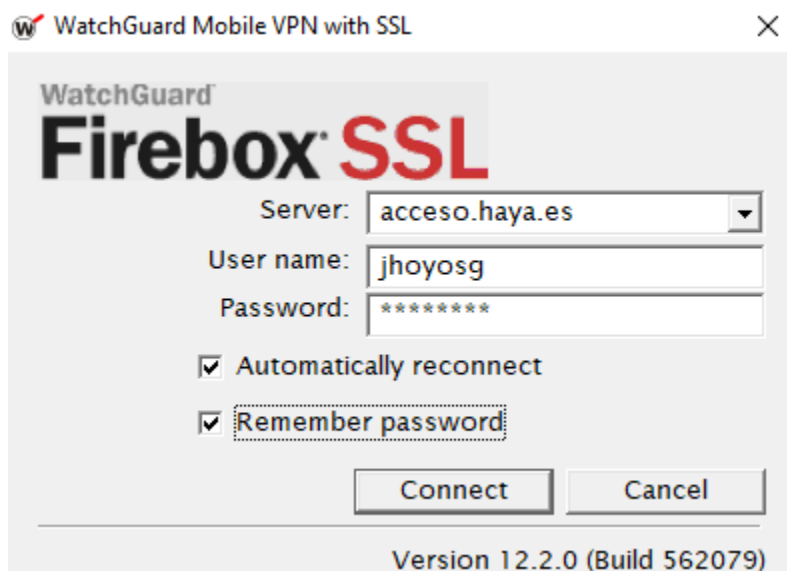 WatchGuard Mobile VPN with SSL
WatchGuard
Firebox SSL
Server: acceso.haya.es
User name: jhoyosg
Password: ********
Automatically reconnect
Remember password
Connect Cancel
Version 12.2.0 (Build 562079)